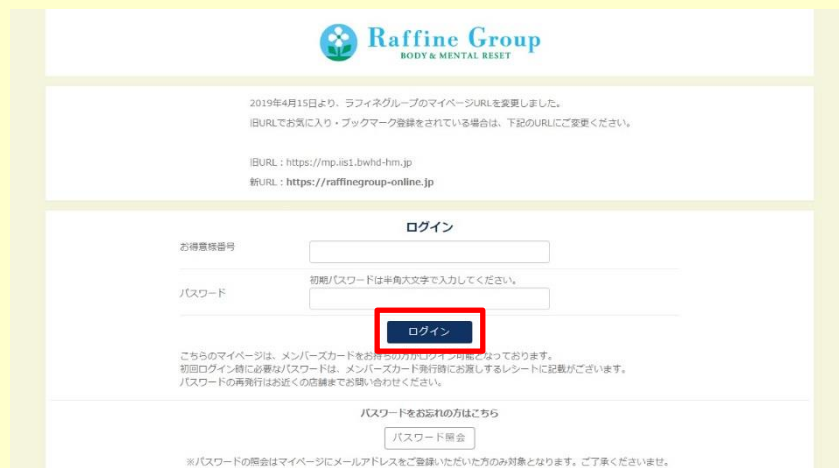 Raffine Group
BODY & MENTAL RESET
2019年4月15日より、ラフィネグループのマイページURLを変更しました。
旧URLでお気に入り・ブックマーク登録をされている場合は、下記のURLにご変更ください。
旧URL：https://mp.iis1.bwhd-hm.jp
新URL：https://raffinegroup-online.jp
ログイン
お得意様番号
初期パスワードは半角大文字で入力してください。
パスワード
ログイン
こちらのマイページは、メンバーズカードをお持ちの方がログイン可能となっております。
初回ログイン時に必要なパスワードは、メンバーズカード発行時にお渡しするレシートに記載がございます。
パスワードの再発行はお近くの店舗までお問い合わせください。
パスワードをお忘れの方はこちら
パスワード照会
※パスワードの照会はマイページにメールアドレスをご登録いただいた方のみ対象となります。ご了承くださいませ。